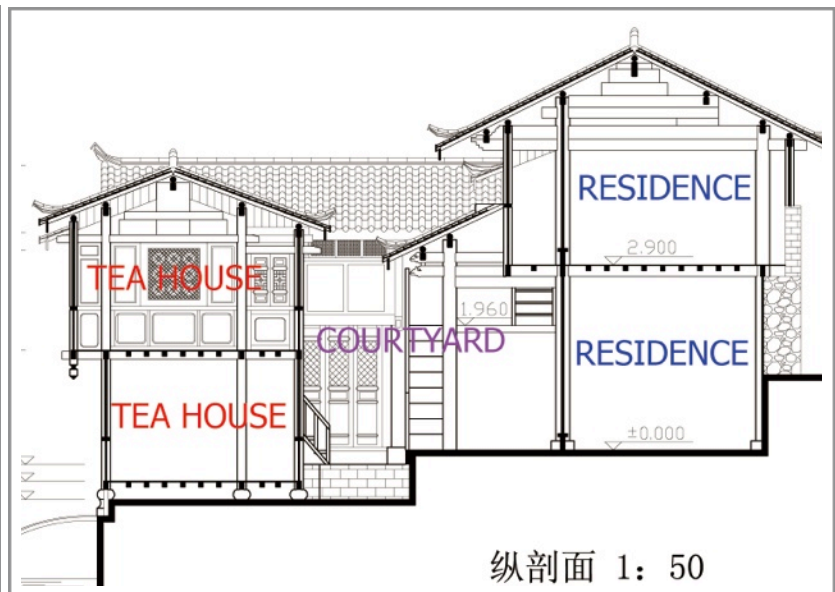 RESIDENCE
2.900
TEA HOUSE
1.960
COURTYARD
RESIDENCE
TEA HOUSE
±0.000
纵剖面 1: 50